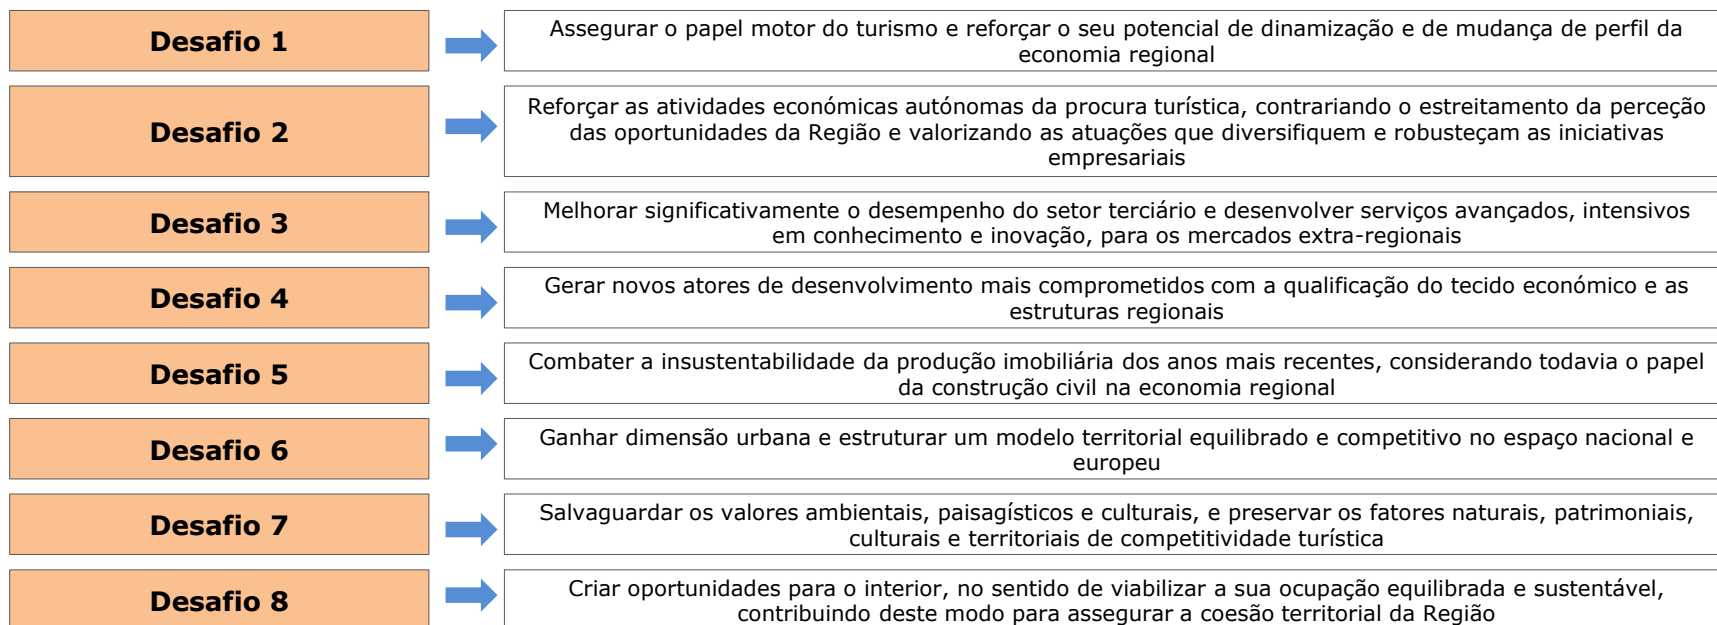 Desafio 1
Assegurar o papel motor do turismo e reforçar o seu potencial de dinamização e de mudança de perfil da
economia regional
Desafio 2
Reforçar as atividades económicas autónomas da procura turística, contrariando o estreitamento da perceção
das oportunidades da Região e valorizando as atuações que diversifiquem e robusteçam as iniciativas
empresariais
Desafio 3
Melhorar significativamente o desempenho do setor terciário e desenvolver serviços avançados, intensivos
em conhecimento e inovação, para os mercados extra-regionais
Desafio 4
Gerar novos atores de desenvolvimento mais comprometidos com a qualificação do tecido económico e as
estruturas regionais
Desafio 5
Combater a insustentabilidade da produção imobiliária dos anos mais recentes, considerando todavia o papel
da construção civil na economia regional
Desafio 6
Ganhar dimensão urbana e estruturar um modelo territorial equilibrado e competitivo no espaço nacional e
europeu
Desafio 7
Salvaguardar os valores ambientais, paisagísticos e culturais, e preservar os fatores naturais, patrimoniais,
culturais e territoriais de competitividade turística
Desafio 8
Criar oportunidades para o interior, no sentido de viabilizar a sua ocupação equilibrada e sustentável,
contribuindo deste modo para assegurar a coesão territorial da Região